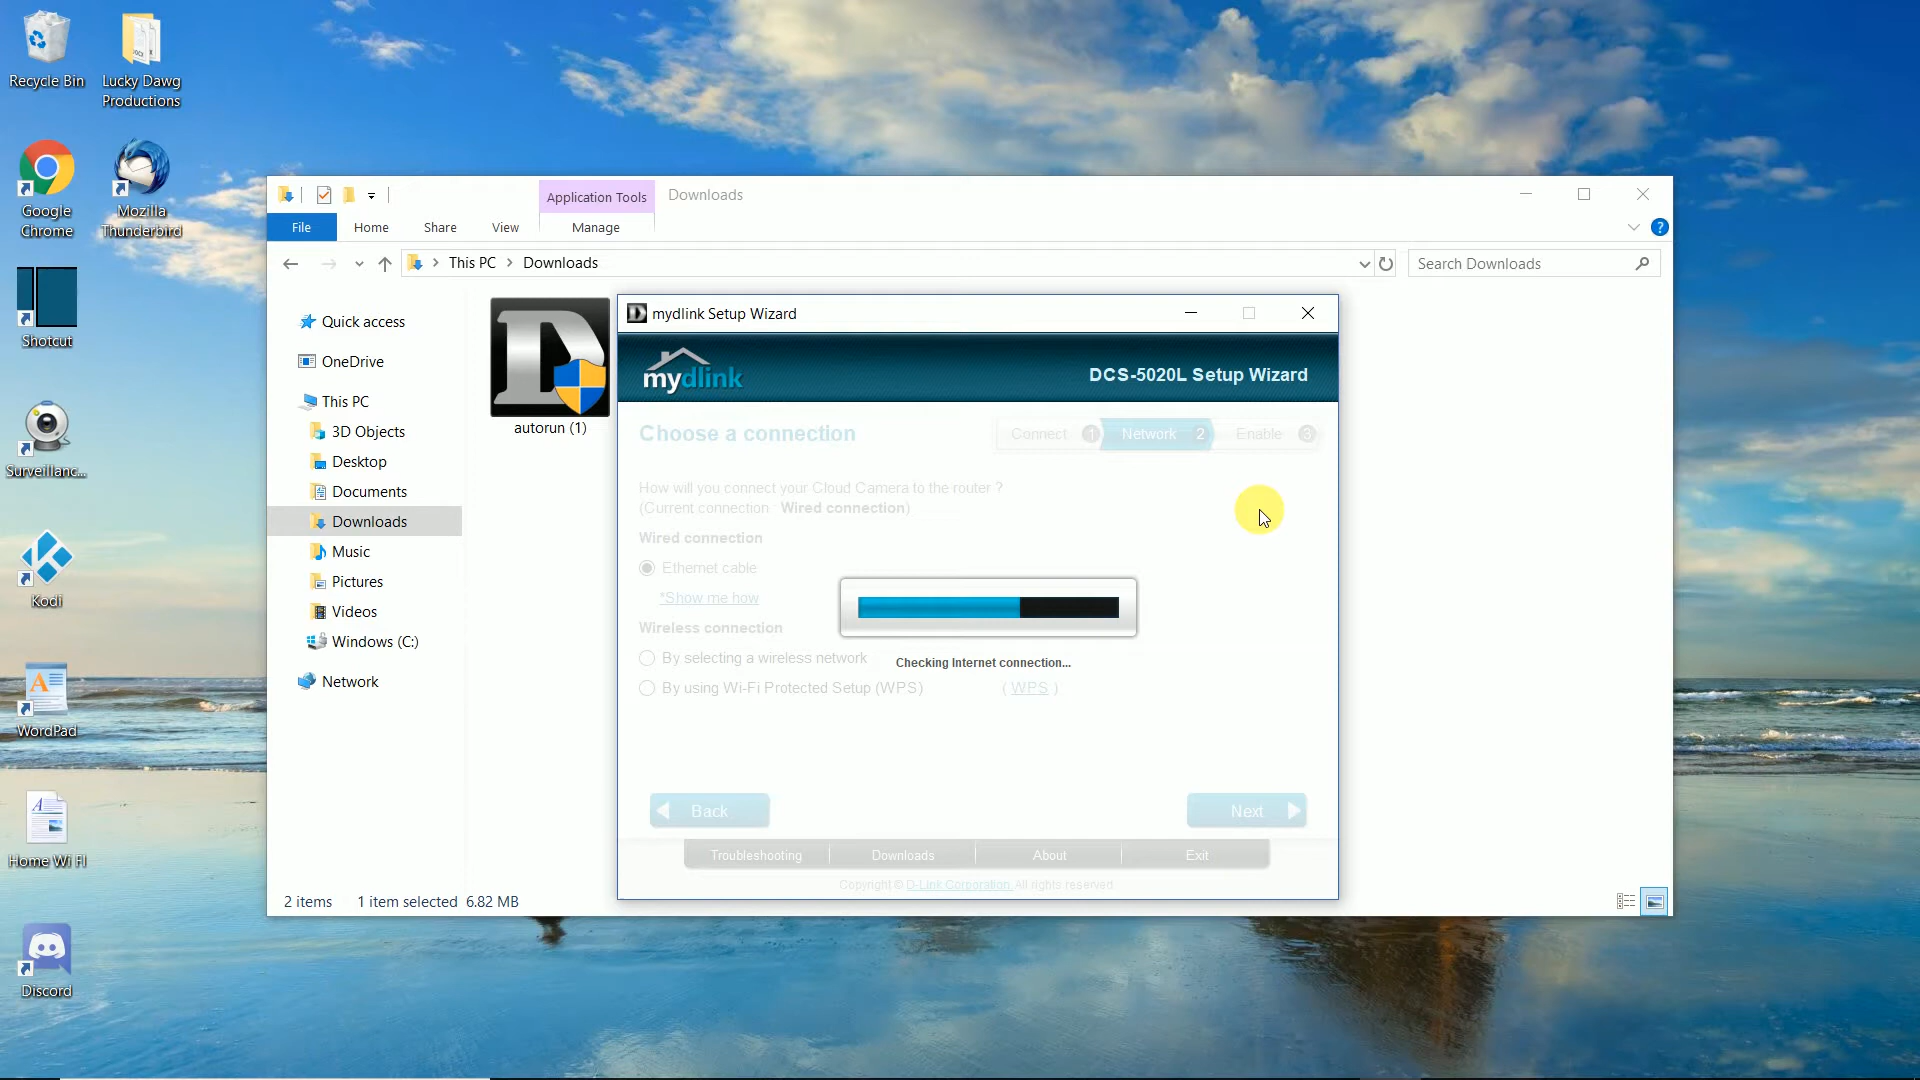 Recycle Bin
Lucky Dawg
Productions
Google
Chrome
Mozilla
Thunderbird
Shotcut
Surveillanc...
Kodi
WordPad
Home Wi FI
Discord
Application Tools
Downloads
File
Home
Share
View
Manage
This PC
Downloads
Search Downloads
Quick access
OneDrive
This PC
3D Objects
Desktop
Documents
Downloads
Music
Pictures
Videos
Windows (C:)
Network
autorun (1)
2 items
1 item selected 6.82 MB
mydlink Setup Wizard
mydlink
DCS-5020L Setup Wizard
Choose a connection
Connect 1
Network 2
Enable 3
How will you connect your Cloud Camera to the router ?
(Current connection : Wired connection)
Wired connection
Ethernet cable
*Show me how
Wireless connection
By selecting a wireless network
Checking Internet connection...
By using Wi-Fi Protected Setup (WPS) ( WPS )
Back
Next
Troubleshooting
Downloads
About
Exit
Copyright © D-Link Corporation. All rights reserved.